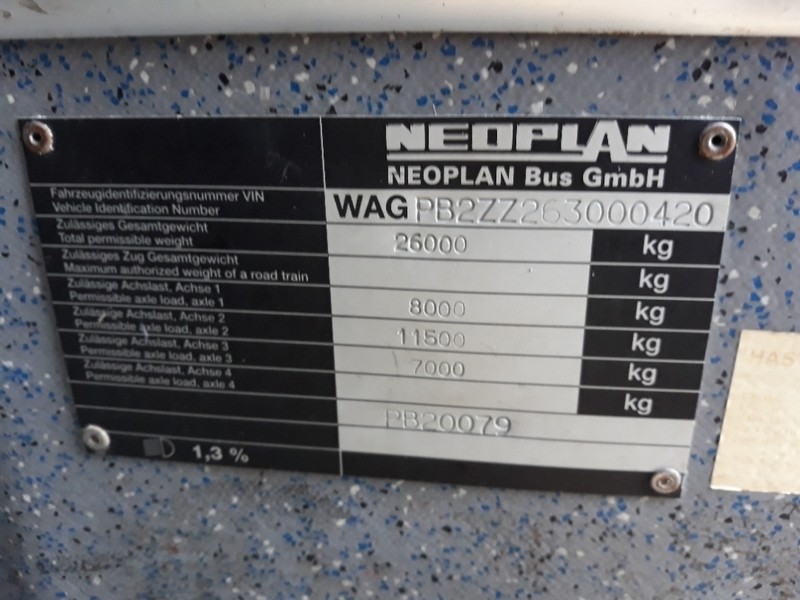 NEOPLAN
NEOPLAN Bus GmbH
Fahrzeugidentifizierungsnummer VIN
Vehicle Identification Number
WAG PB2ZZ263000420
Zulässiges Gesamtgewicht
Total permissible weight
26000 kg
Zulässiges Zug Gesamtgewicht
Maximum authorized weight of a road train
kg
Zulässige Achslast, Achse 1
Permissible axle load, axle 1
8000 kg
Zulässige Achslast, Achse 2
Permissible axle load, axle 2
11500 kg
Zulässige Achslast, Achse 3
Permissible axle load, axle 3
7000 kg
Zulässige Achslast, Achse 4
Permissible axle load, axle 4
kg
PB20079
1,3 %
HAS